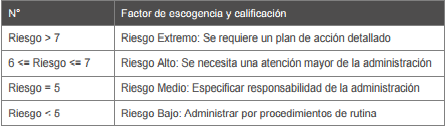 N° Factor de escogencia y calificación
Riesgo > 7 Riesgo Extremo: Se requiere un plan de acción detallado
6 <= Riesgo <= 7 Riesgo Alto: Se necesita una atención mayor de la administración
Riesgo = 5 Riesgo Medio: Especificar responsabilidad de la administración
Riesgo < 5 Riesgo Bajo: Administrar por procedimientos de rutina